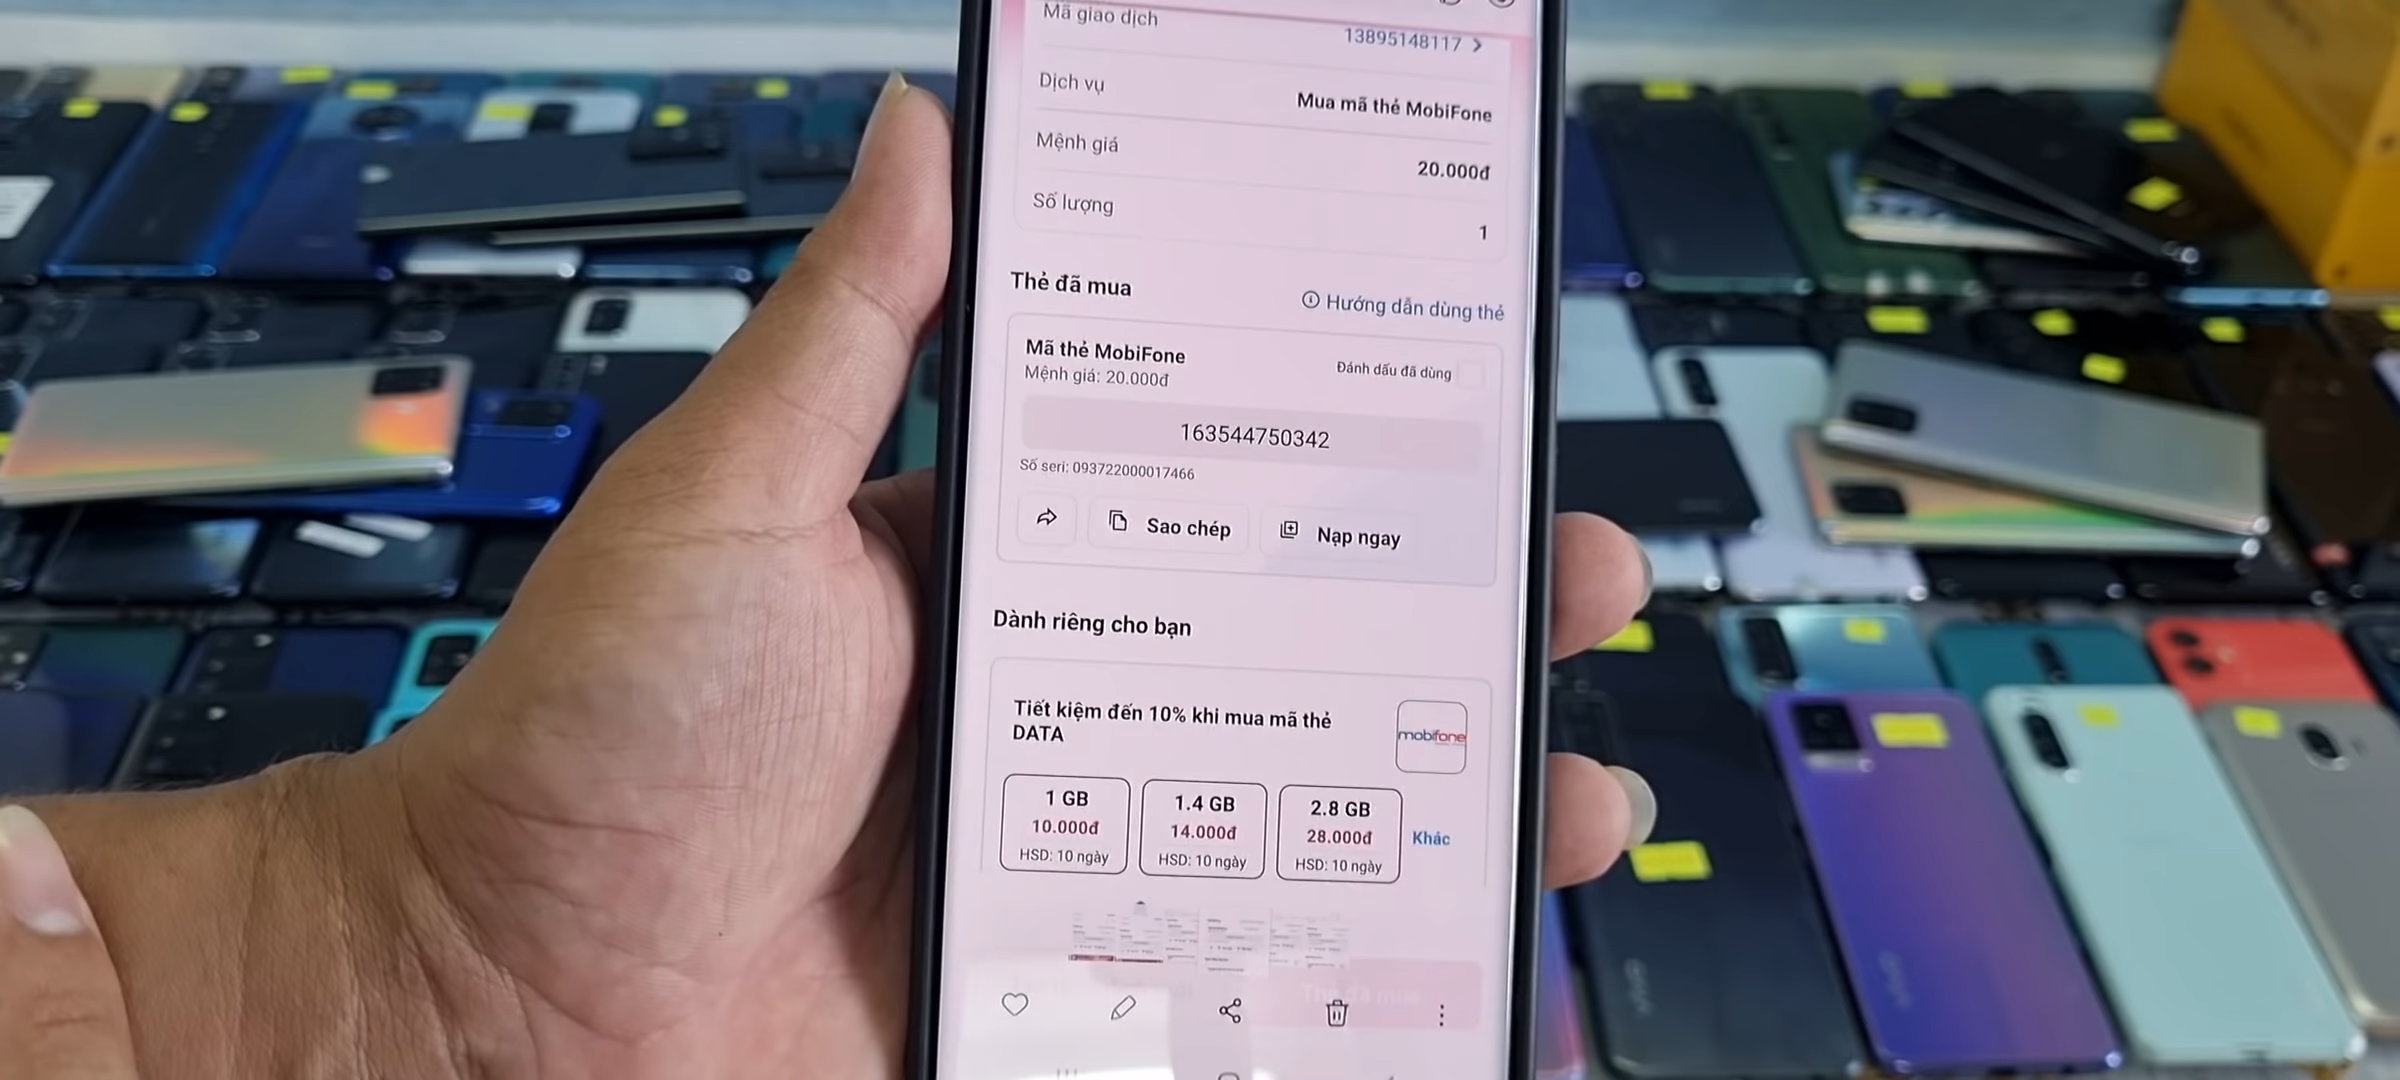 Mã giao dịch
13895148117
Dịch vụ
Mua mã thẻ MobiFone
Mệnh giá
20.000đ
Số lượng
1
Thẻ đã mua
Hướng dẫn dùng thẻ
Mã thẻ MobiFone
Đánh dấu đã dùng
Mệnh giá: 20.000đ
163544750342
Số seri: 093722000017466
Sao chép
Nạp ngay
Dành riêng cho bạn
Tiết kiệm đến 10% khi mua mã thẻ
DATA
mobifone
1 GB
10.000đ
HSD: 10 ngày
1.4 GB
14.000đ
HSD: 10 ngày
2.8 GB
28.000đ
HSD: 10 ngày
Khác